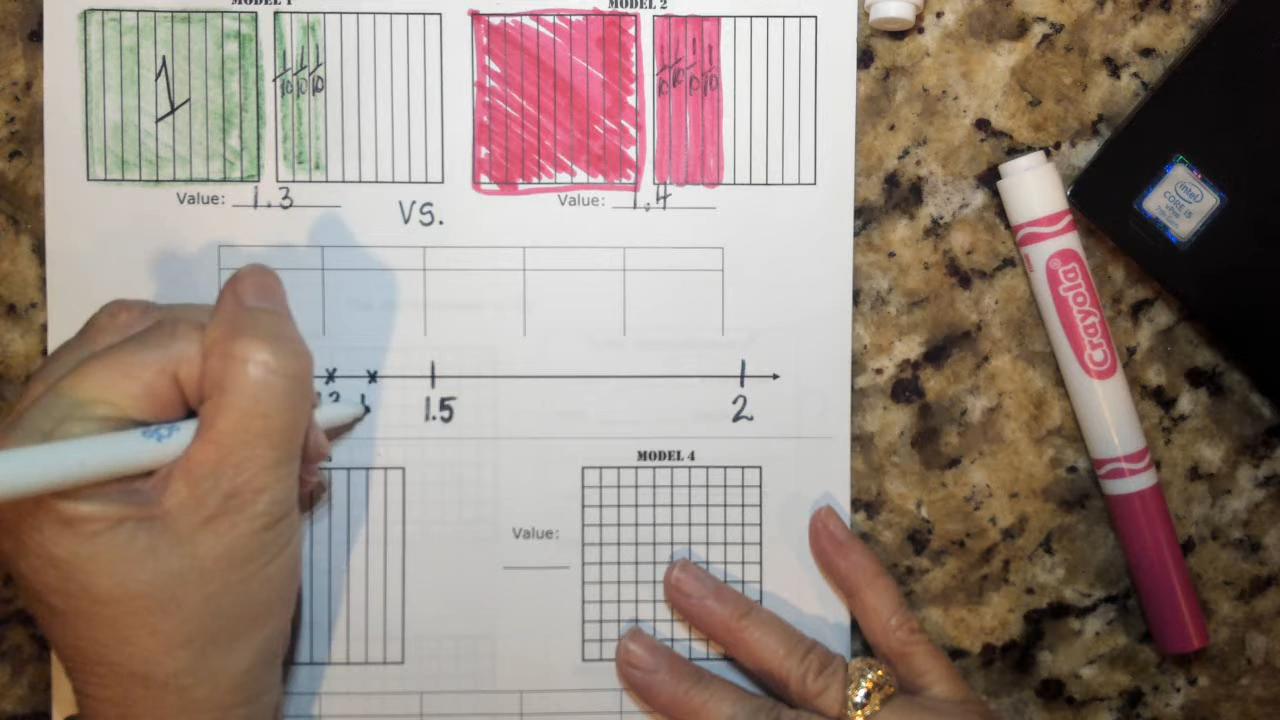 MODEL 1 MODEL 2
1 1/10 1/10 1/10 1/10 1/10 1/10 1/10
Value: 1.3 Value: 1.4
VS.
1.5 2
MODEL 4
Value:
Crayola
intel
CORE i5
vPro